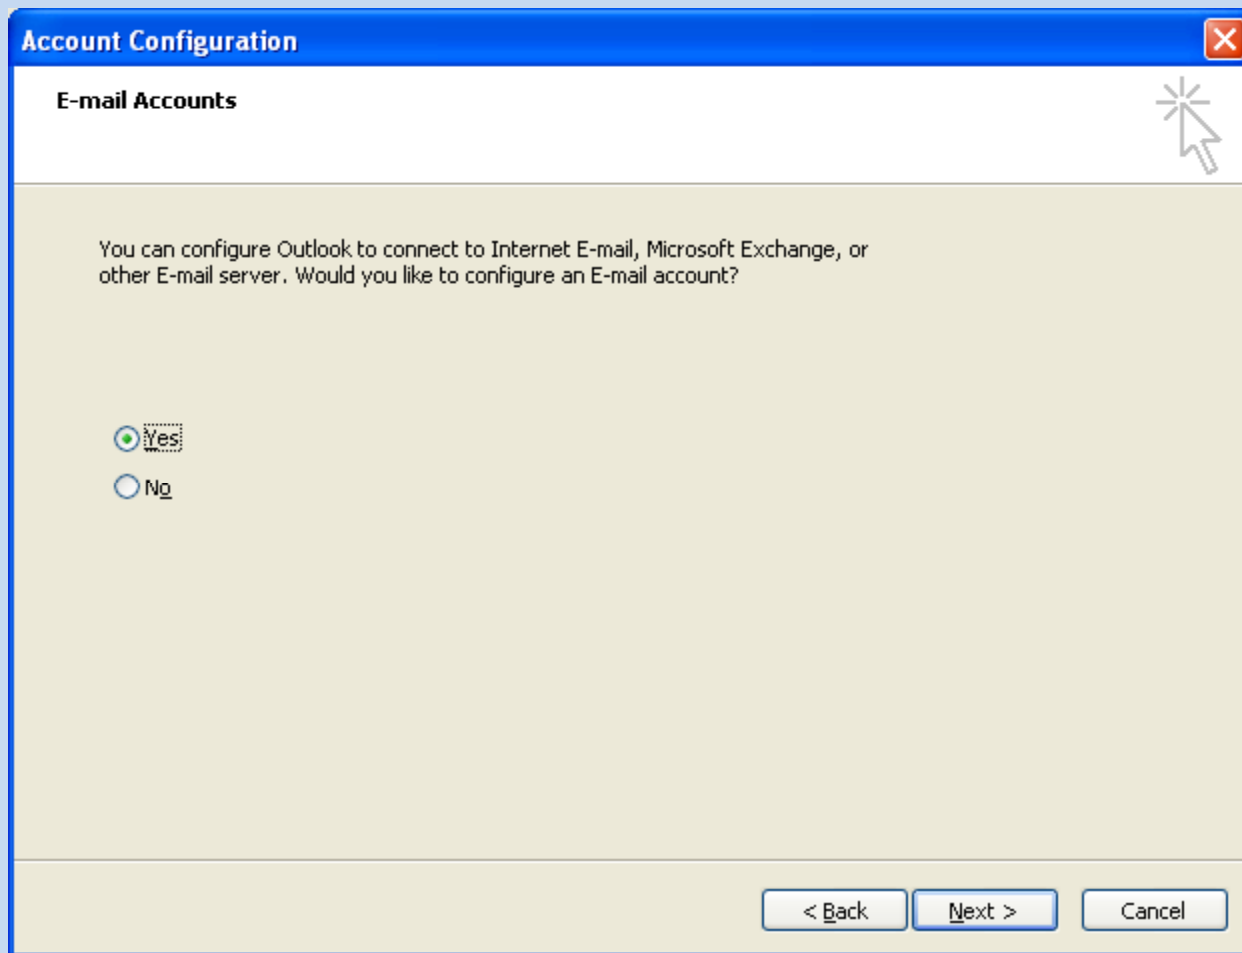 Account Configuration
E-mail Accounts
You can configure Outlook to connect to Internet E-mail, Microsoft Exchange, or
other E-mail server. Would you like to configure an E-mail account?
Yes
No
< Back
Next >
Cancel